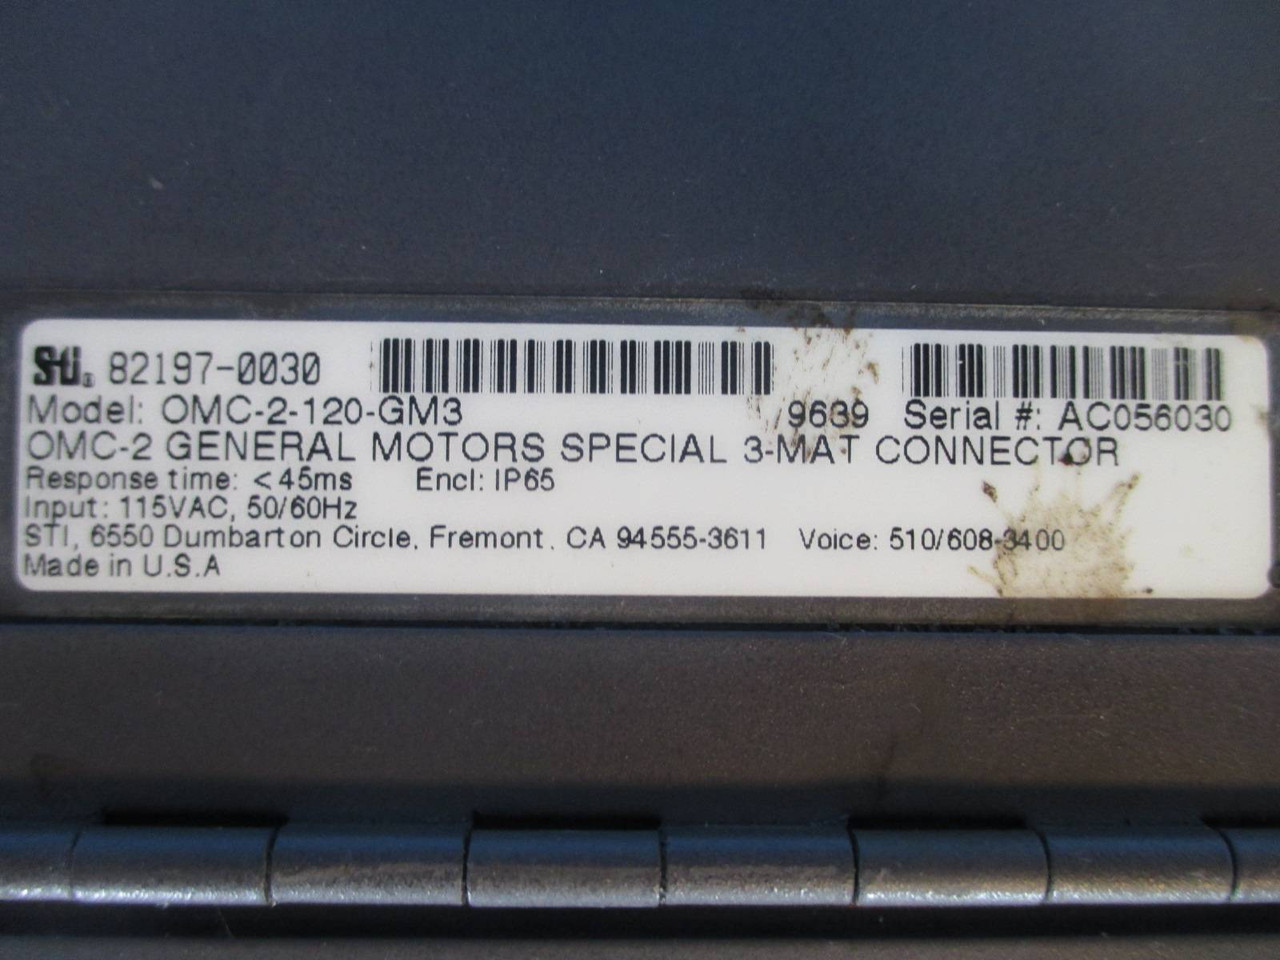 STI® 82197-0030
Model: OMC-2-120-GM3 9639 Serial #: AC056030
OMC-2 GENERAL MOTORS SPECIAL 3-MAT CONNECTOR
Response time: <45ms Encl: IP65
Input: 115VAC, 50/60Hz
STI, 6550 Dumbarton Circle, Fremont, CA 94555-3611 Voice: 510/608-3400
Made in U.S.A